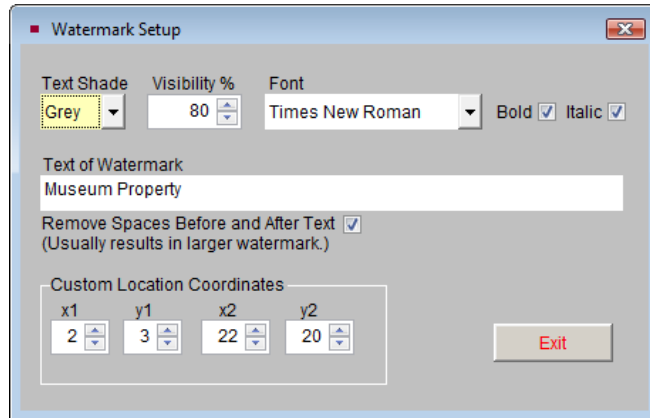 Watermark Setup
Text Shade Visibility % Font
Grey 80 Times New Roman Bold Italic
Text of Watermark
Museum Property
Remove Spaces Before and After Text
(Usually results in larger watermark.)
Custom Location Coordinates
x1 y1 x2 y2
2 3 22 20
Exit